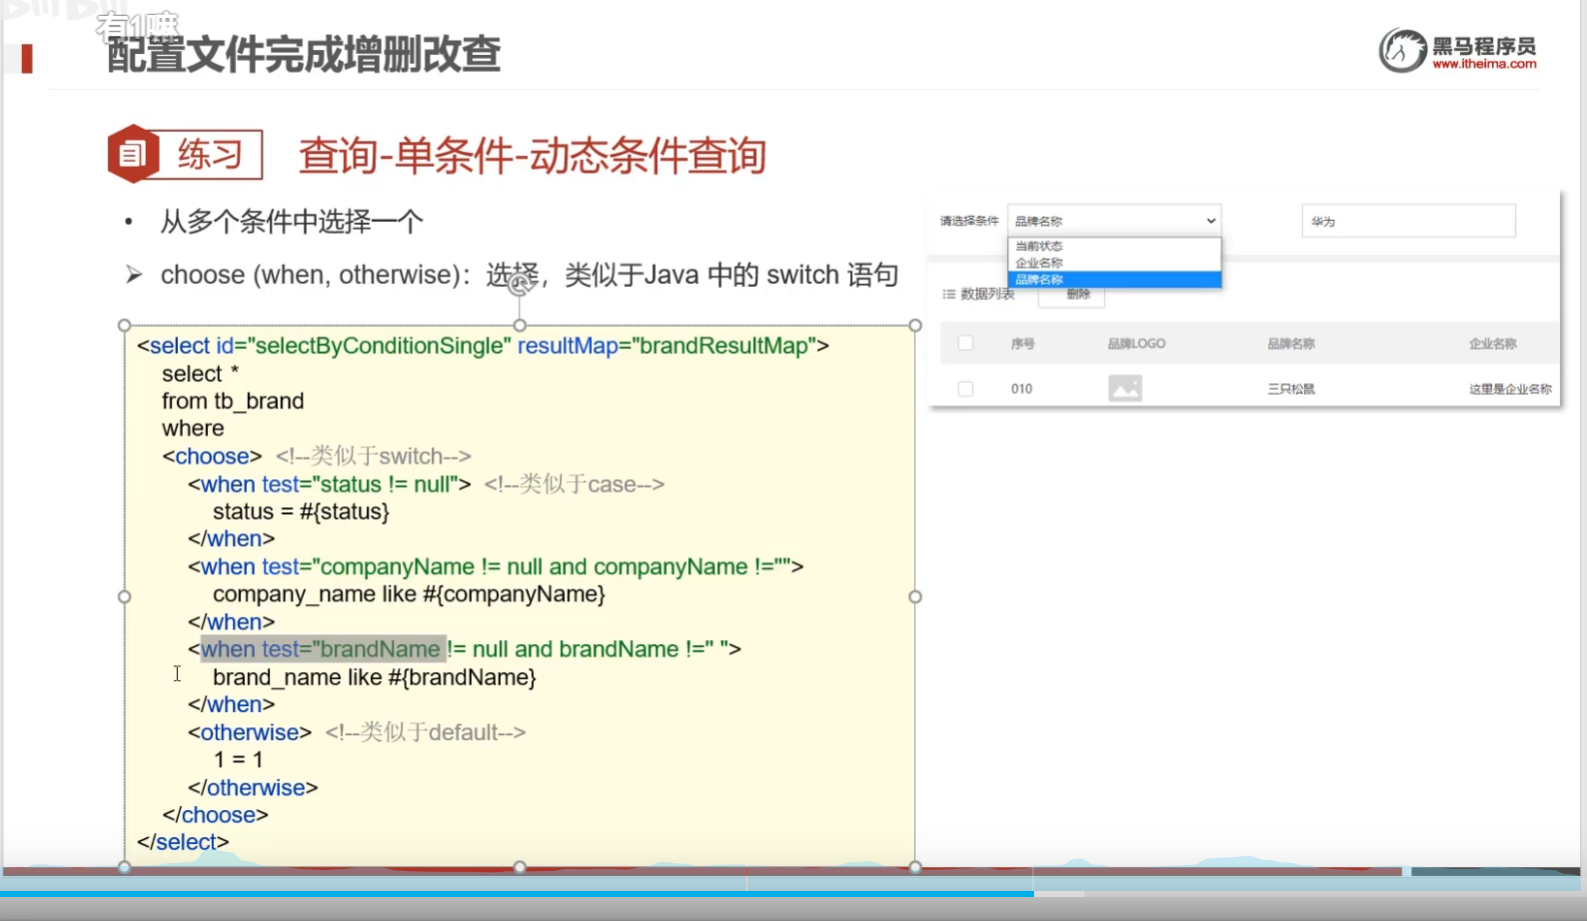 有1嘛
配置文件完成增删改查
黑马程序员
www.itheima.com
练习
查询-单条件-动态条件查询
• 从多个条件中选择一个
➢ choose (when, otherwise)：选择，类似于Java 中的 switch 语句
<select id="selectByConditionSingle" resultMap="brandResultMap">
select *
from tb_brand
where
<choose> <!--类似于switch-->
<when test="status != null"> <!--类似于case-->
status = #{status}
</when>
<when test="companyName != null and companyName !="">
company_name like #{companyName}
</when>
<when test="brandName != null and brandName !=" ">
brand_name like #{brandName}
</when>
<otherwise> <!--类似于default-->
1 = 1
</otherwise>
</choose>
</select>
请选择条件 品牌名称 华为
当前状态
企业名称
品牌名称
数据列表 删除
序号 品牌LOGO 品牌名称 企业名称
010 三只松鼠 这里是企业名称